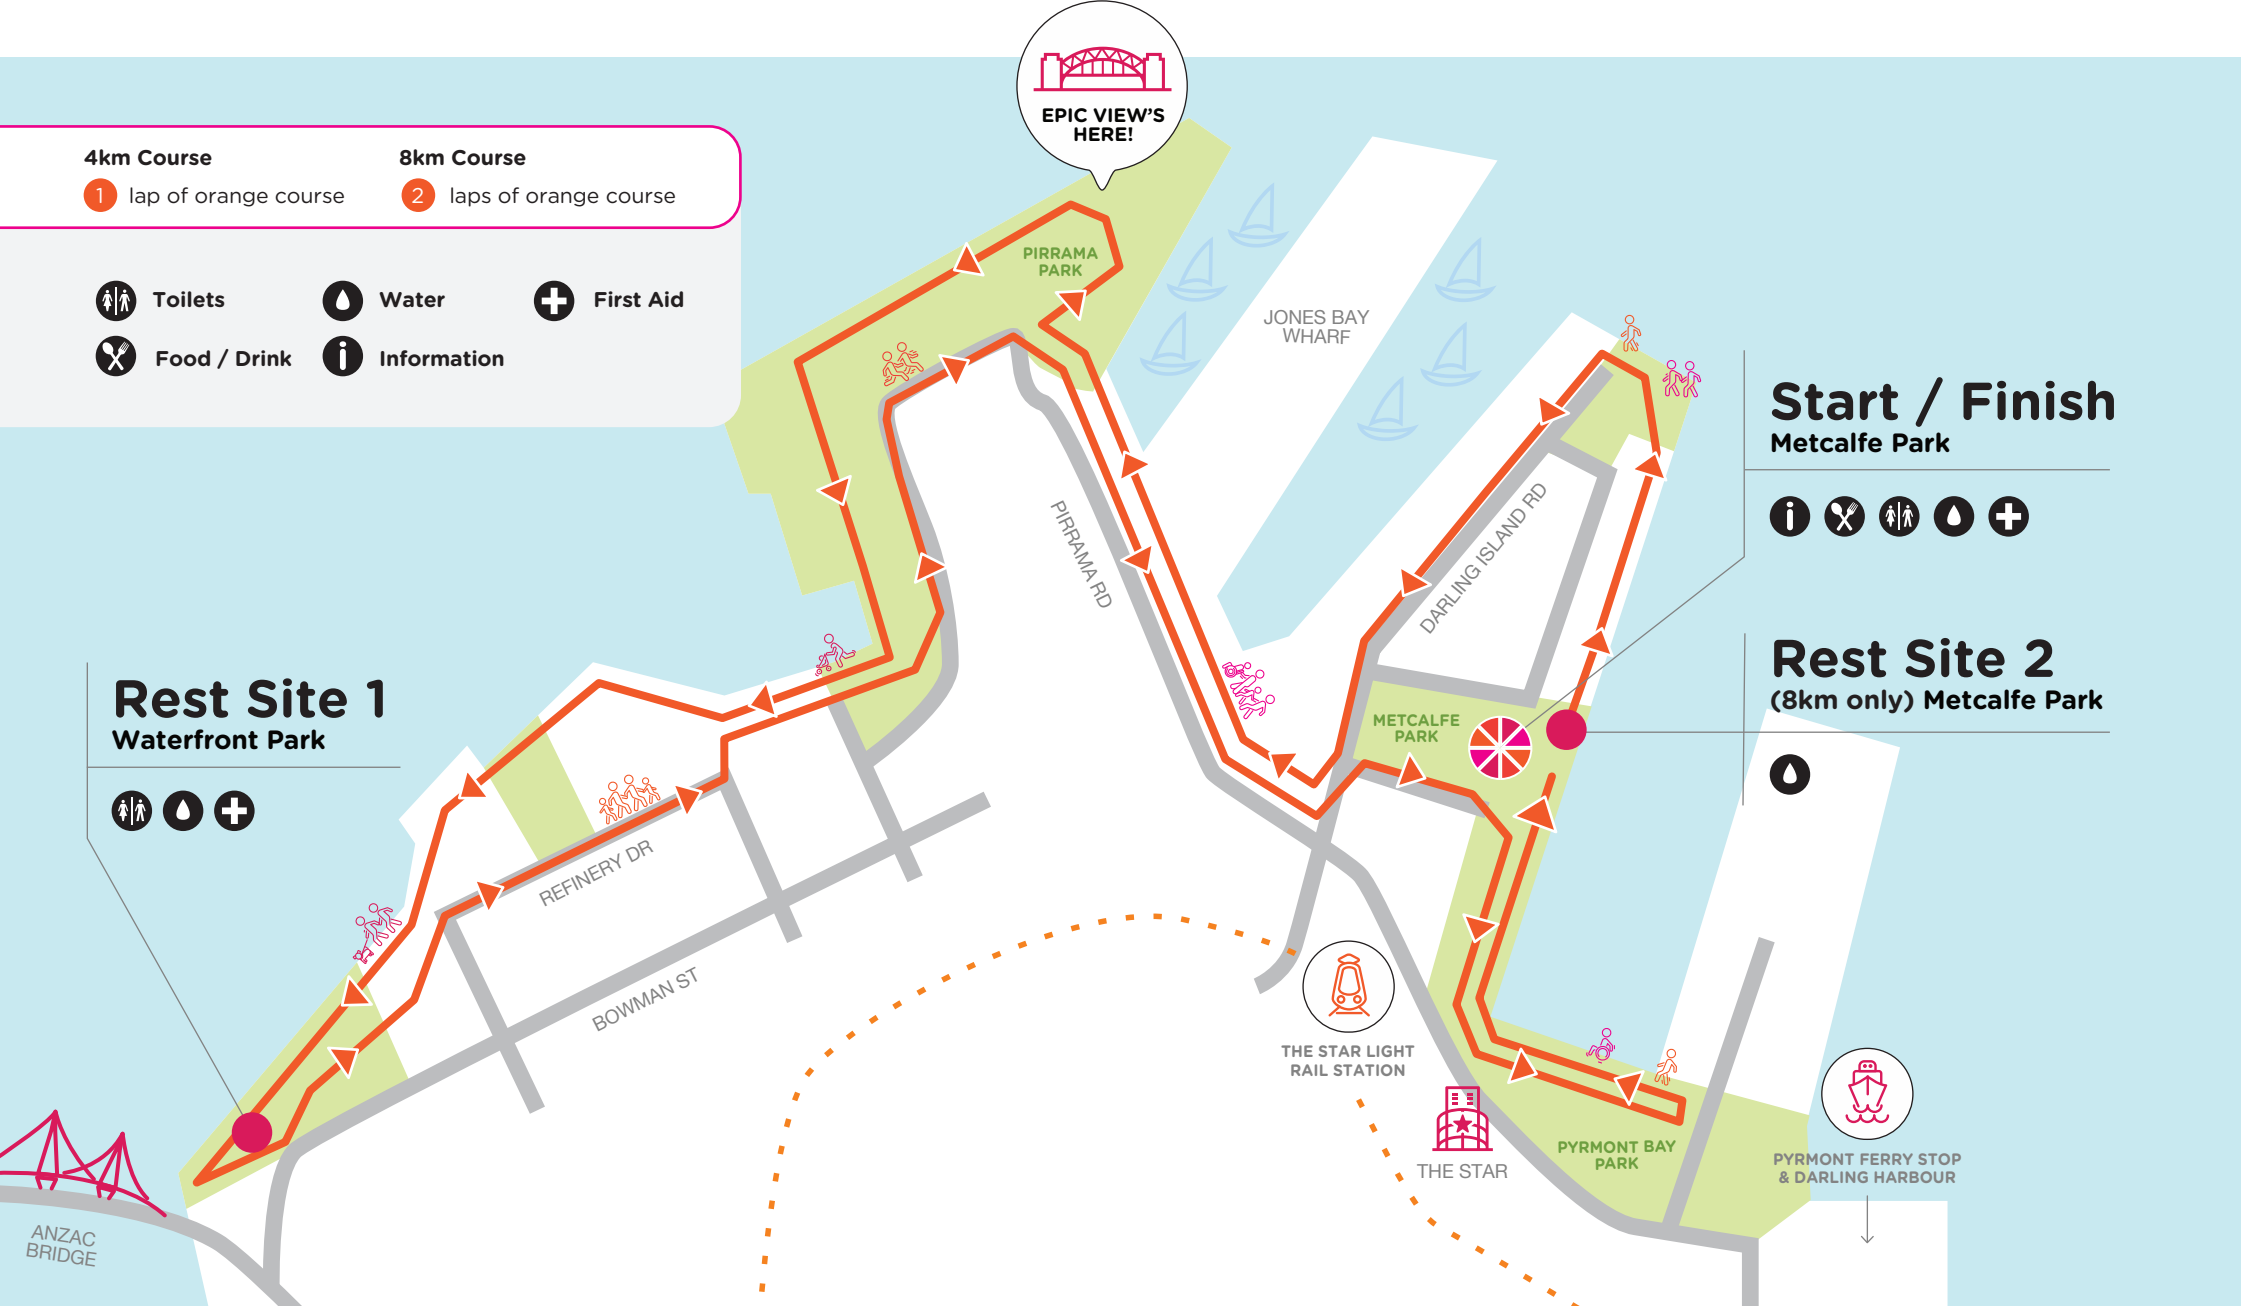 EPIC VIEW'S
HERE!
4km Course
1 lap of orange course
8km Course
2 laps of orange course
Toilets
Water
First Aid
Food / Drink
Information
PIRRAMA
PARK
JONES BAY
WHARF
Start / Finish
Metcalfe Park
PIRRAMA RD
DARLING ISLAND RD
Rest Site 2
(8km only) Metcalfe Park
Rest Site 1
Waterfront Park
METCALFE
PARK
REFINERY DR
BOWMAN ST
THE STAR LIGHT
RAIL STATION
THE STAR
PYRMONT BAY
PARK
PYRMONT FERRY STOP
& DARLING HARBOUR
ANZAC
BRIDGE